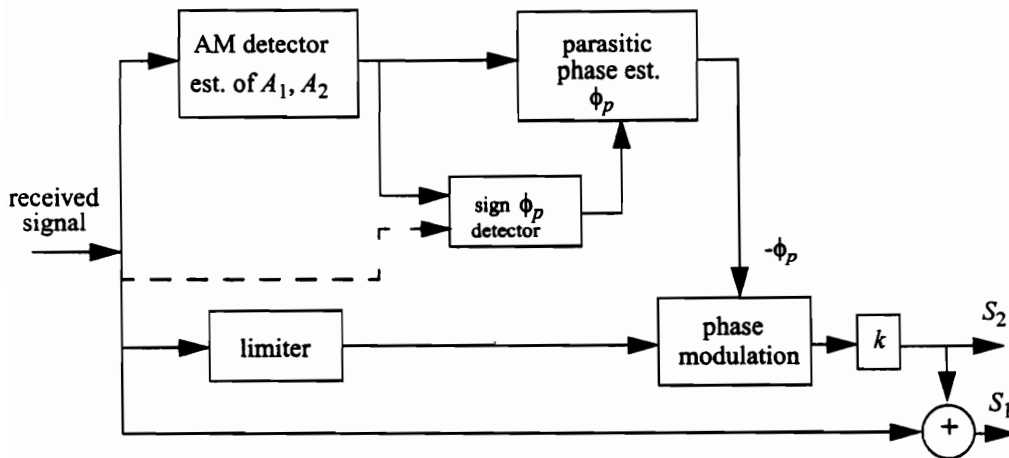 AM detector
est. of A₁, A₂
parasitic
phase est.
ϕₚ
received
signal
sign ϕₚ
detector
-ϕₚ
limiter
phase
modulation
k
S₂
+
S₁